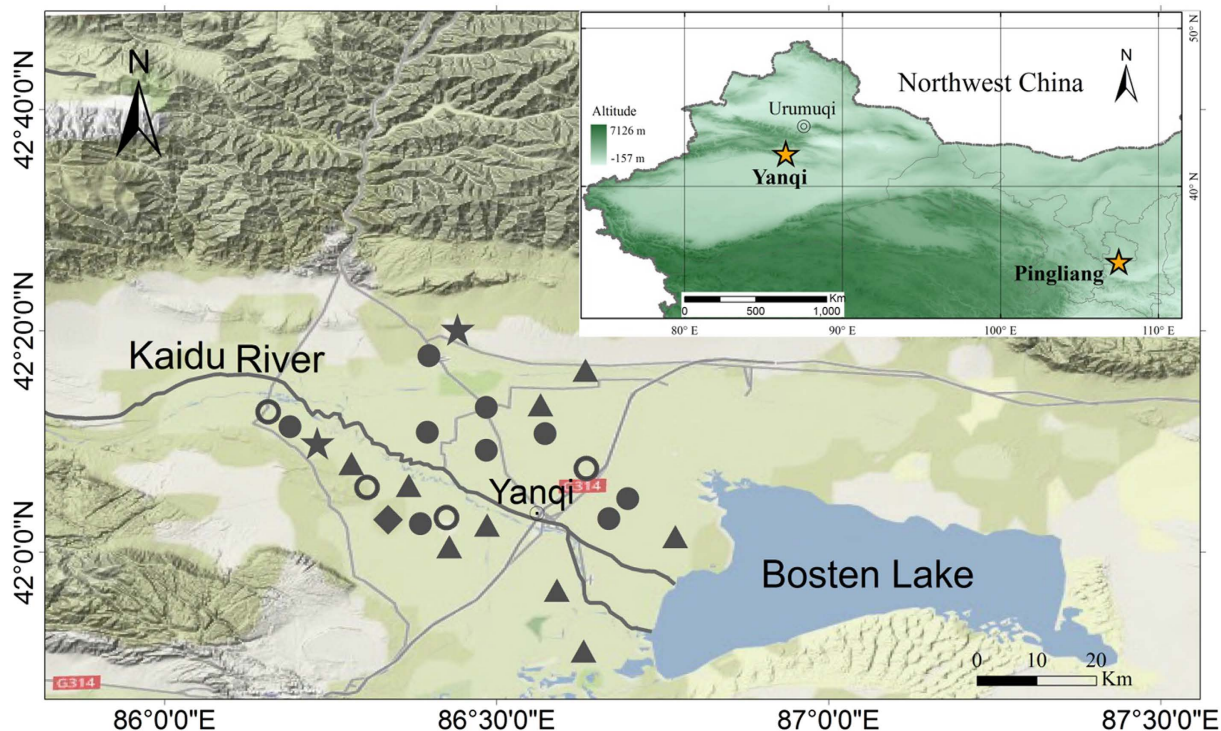 N
42°40'0"N
42°20'0"N
42°0'0"N
Kaidu River
Yanqi
G314
Bosten Lake
G314
0 10 20
Km
86°0'0"E
86°30'0"E
87°0'0"E
87°30'0"E
Northwest China
N
Altitude
7126 m
-157 m
Urumuqi
Yanqi
Pingliang
Km
0 500 1,000
80° E
90° E
100° E
110° E
50° N
40° N